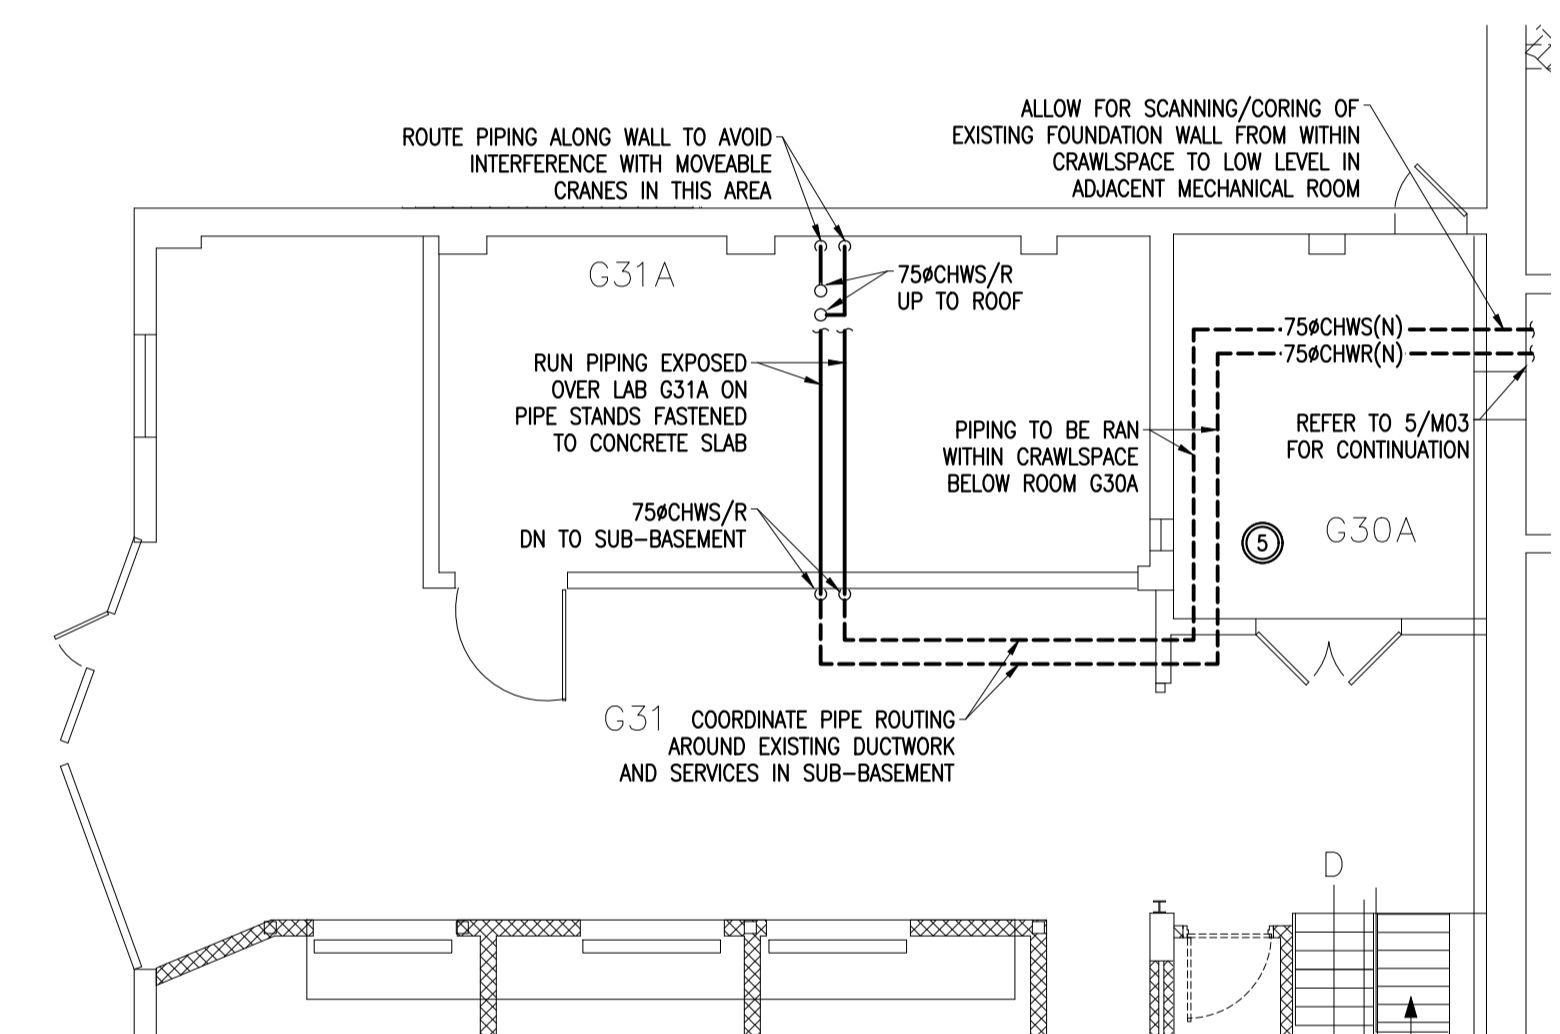 ROUTE PIPING ALONG WALL TO AVOID
INTERFERENCE WITH MOVEABLE
CRANES IN THIS AREA
ALLOW FOR SCANNING/CORING OF
EXISTING FOUNDATION WALL FROM WITHIN
CRAWLSPACE TO LOW LEVEL IN
ADJACENT MECHANICAL ROOM
G31A
75øCHWS/R
UP TO ROOF
75øCHWS(N)
75øCHWR(N)
RUN PIPING EXPOSED
OVER LAB G31A ON
PIPE STANDS FASTENED
TO CONCRETE SLAB
PIPING TO BE RAN
WITHIN CRAWLSPACE
BELOW ROOM G30A
REFER TO 5/M03
FOR CONTINUATION
75øCHWS/R
DN TO SUB-BASEMENT
5
G30A
G31
COORDINATE PIPE ROUTING
AROUND EXISTING DUCTWORK
AND SERVICES IN SUB-BASEMENT
D